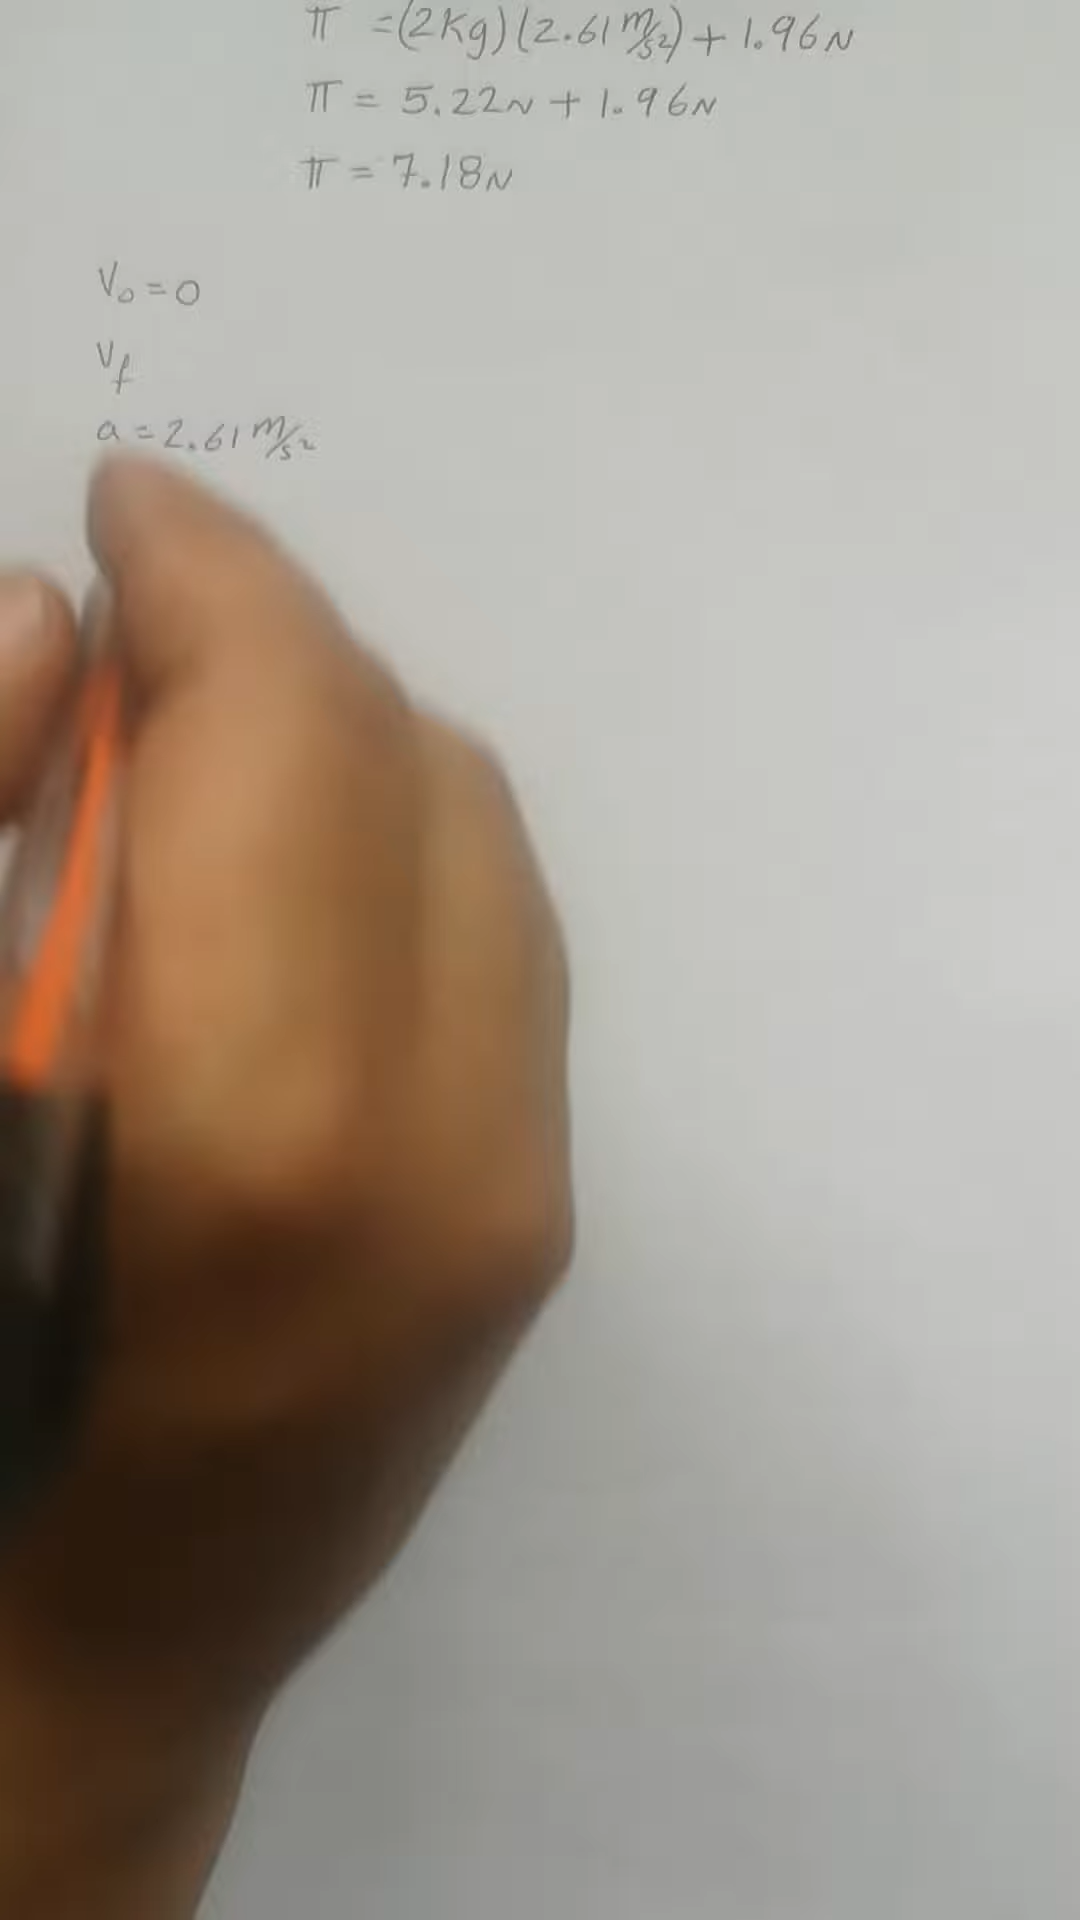 π = (2Kg)(2.61 m/s²) + 1.96N
π = 5.22N + 1.96N
π = 7.18N
V₀ = 0
Vf
a = 2.61 m/s²